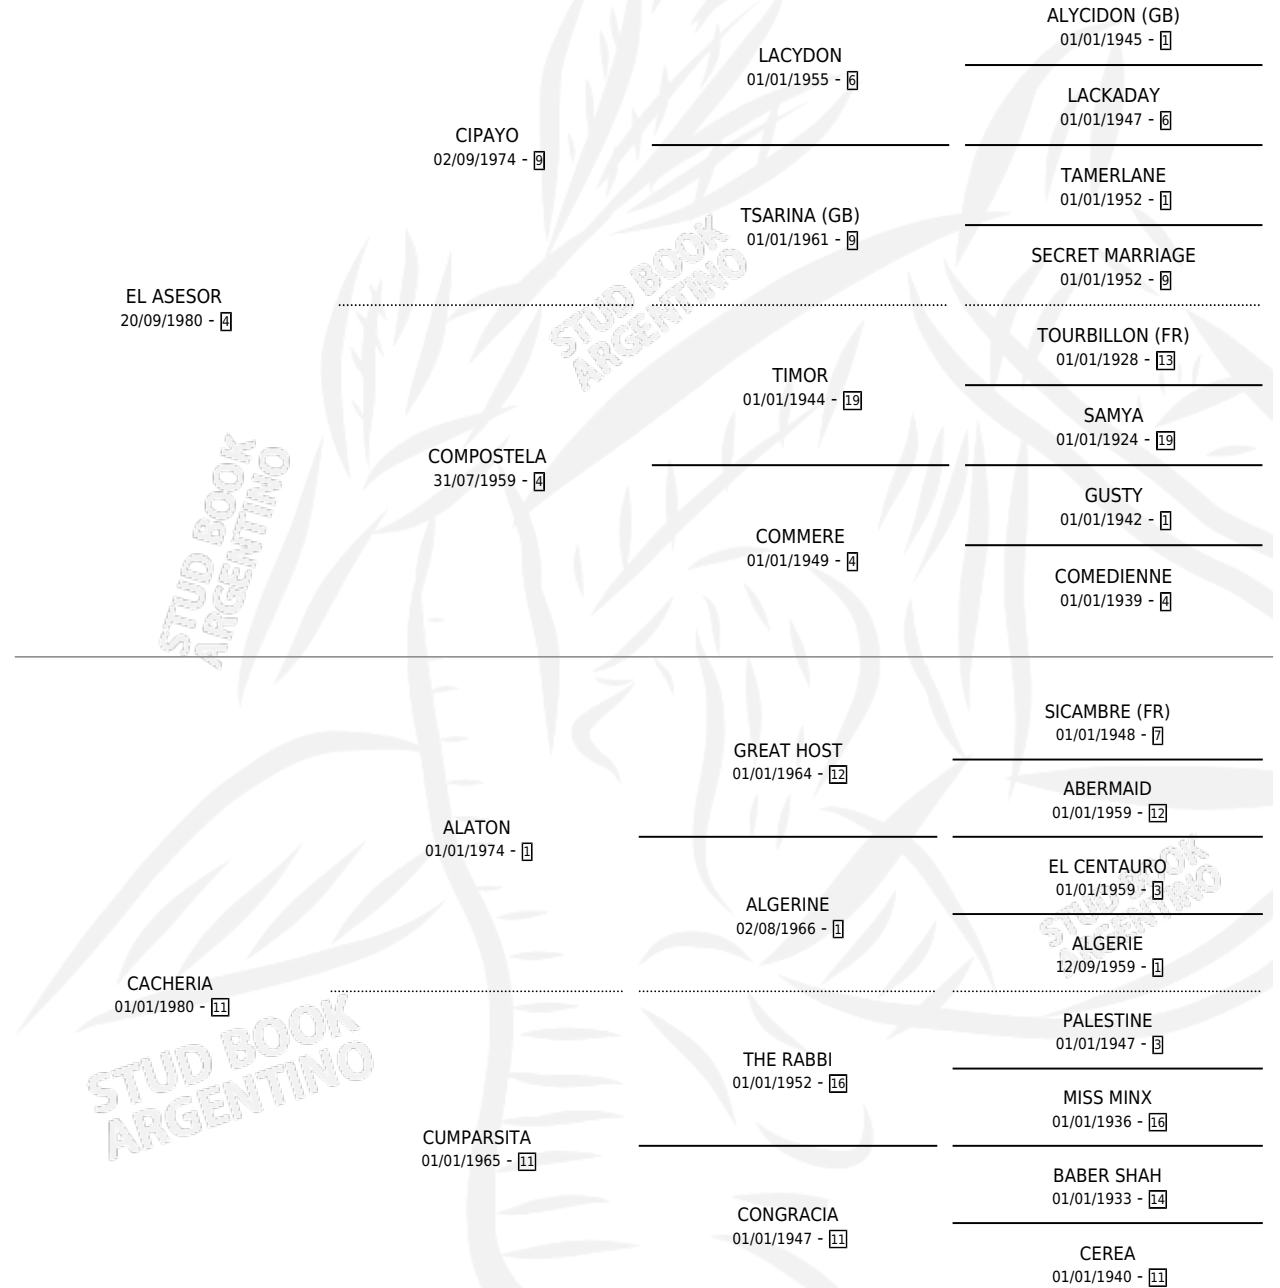 ALYCIDON (GB)
01/01/1945 - 1
LACYDON
01/01/1955 - 6
LACKADAY
01/01/1947 - 6
CIPAYO
02/09/1974 - 9
TAMERLANE
01/01/1952 - 1
TSARINA (GB)
01/01/1961 - 9
SECRET MARRIAGE
01/01/1952 - 9
EL ASESOR
20/09/1980 - 4
TOURBILLON (FR)
01/01/1928 - 13
TIMOR
01/01/1944 - 19
SAMYA
01/01/1924 - 19
COMPOSTELA
31/07/1959 - 4
GUSTY
01/01/1942 - 1
COMMERE
01/01/1949 - 4
COMEDIENNE
01/01/1939 - 4
STUD BOOK
ARGENTINO
STUD BOOK
ARGENTINO
SICAMBRE (FR)
01/01/1948 - 7
GREAT HOST
01/01/1964 - 12
ABERMAID
01/01/1959 - 12
ALATON
01/01/1974 - 1
EL CENTAURO
01/01/1959 - 3
ALGERINE
02/08/1966 - 1
ALGERIE
12/09/1959 - 1
STUD BOOK
ARGENTINO
CACHERIA
01/01/1980 - 11
PALESTINE
01/01/1947 - 3
THE RABBI
01/01/1952 - 16
MISS MINX
01/01/1936 - 16
STUD BOOK
ARGENTINO
CUMPARSITA
01/01/1965 - 11
BABER SHAH
01/01/1933 - 14
CONGRACIA
01/01/1947 - 11
CEREA
01/01/1940 - 11